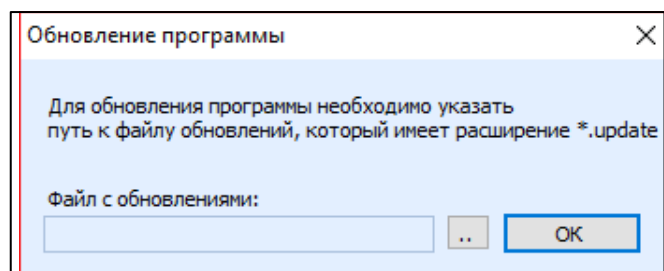 Обновление программы
Для обновления программы необходимо указать
путь к файлу обновлений, который имеет расширение *.update
Файл с обновлениями:
.. OK